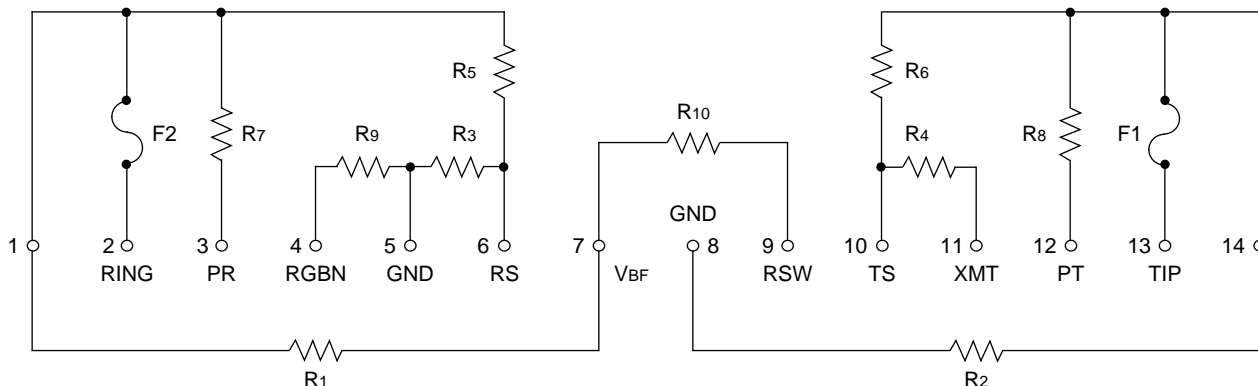 R5
R6
R10
F2
R7
R9
R3
R4
R8
F1
GND
1
2
3
4
5
6
7
8
9
10
11
12
13
14
RING
PR
RGBN
GND
RS
VBF
RSW
TS
XMT
PT
TIP
R1
R2